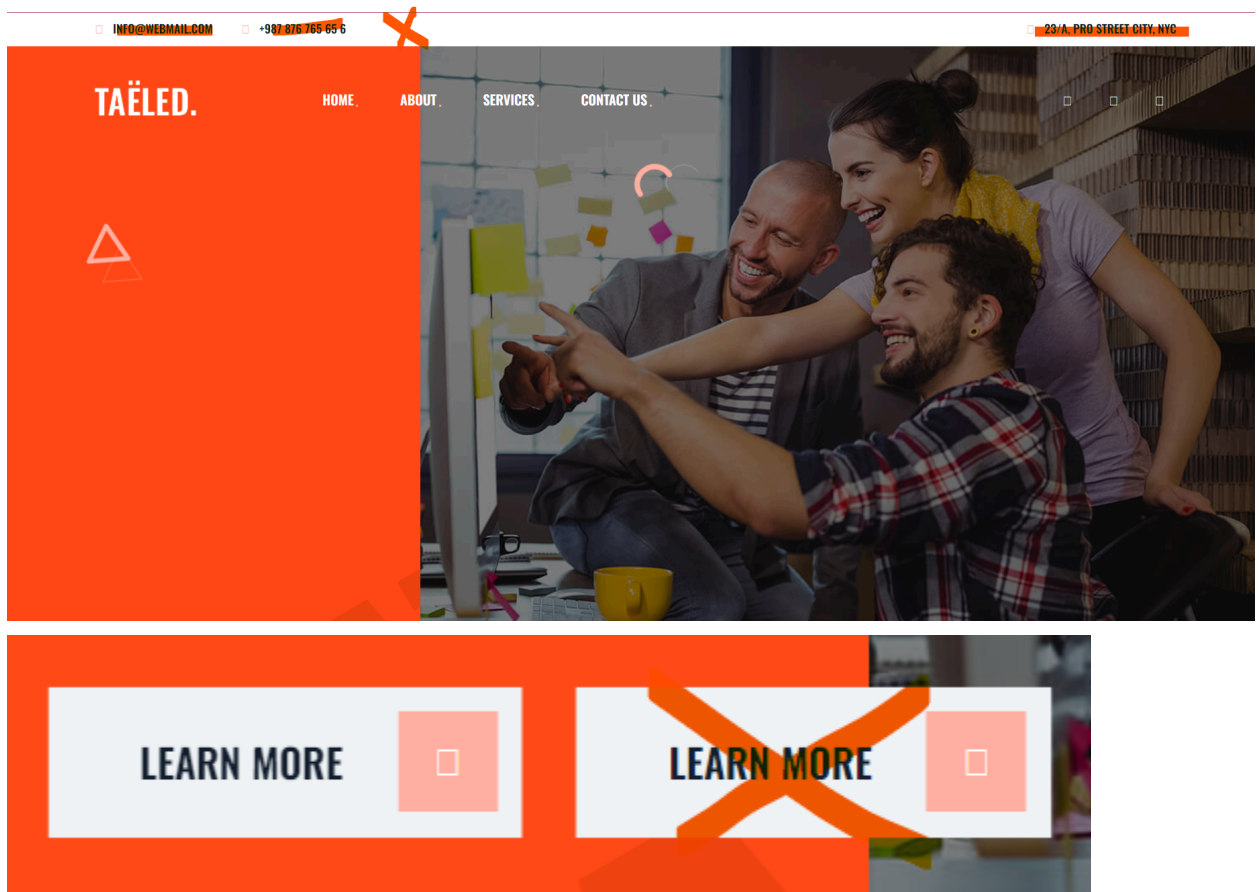 INFO@WEBMAIL.COM +987 876 765 65 6 23/A, PRO STREET CITY, NYC
TAËLED. HOME ABOUT SERVICES CONTACT US
LEARN MORE LEARN MORE